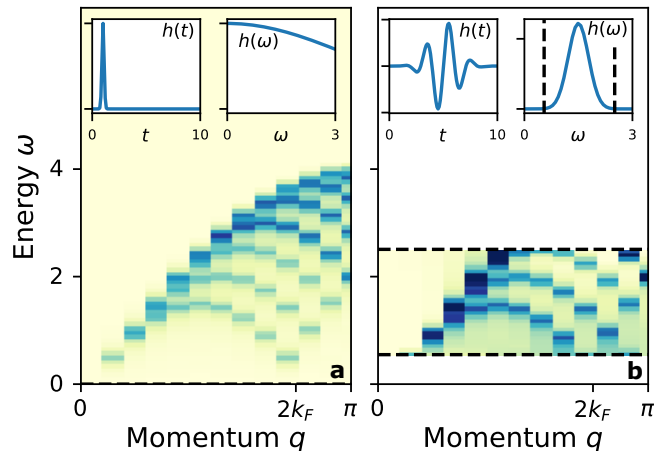 h(t)
h(ω)
0 t 10
0 ω 3
h(t)
h(ω)
0 t 10
0 ω 3
Energy ω
4
2
0
a
b
0 2k_F π
0 2k_F π
Momentum q
Momentum q